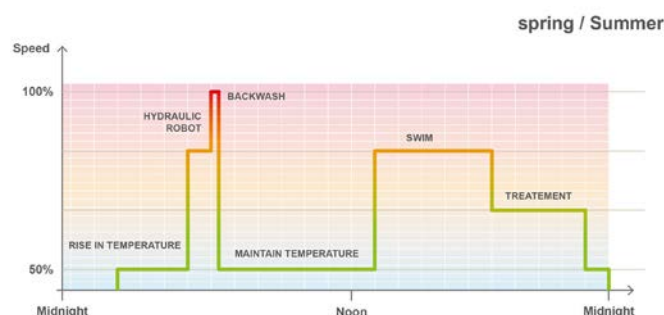 spring / Summer
Speed
100%
BACKWASH
HYDRAULIC
ROBOT
SWIM
TREATEMENT
RISE IN TEMPERATURE
MAINTAIN TEMPERATURE
50%
Midnight
Noon
Midnight